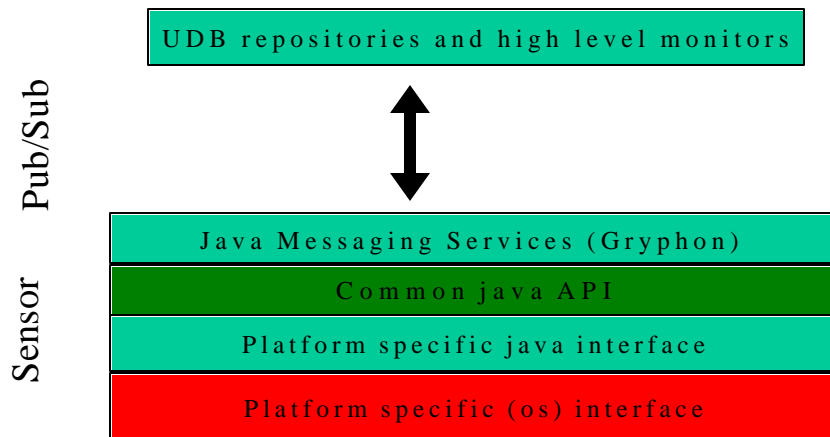 UDB repositories and high level monitors
Pub/Sub
Java Messaging Services (Gryphon)
Common java API
Sensor
Platform specific java interface
Platform specific (os) interface